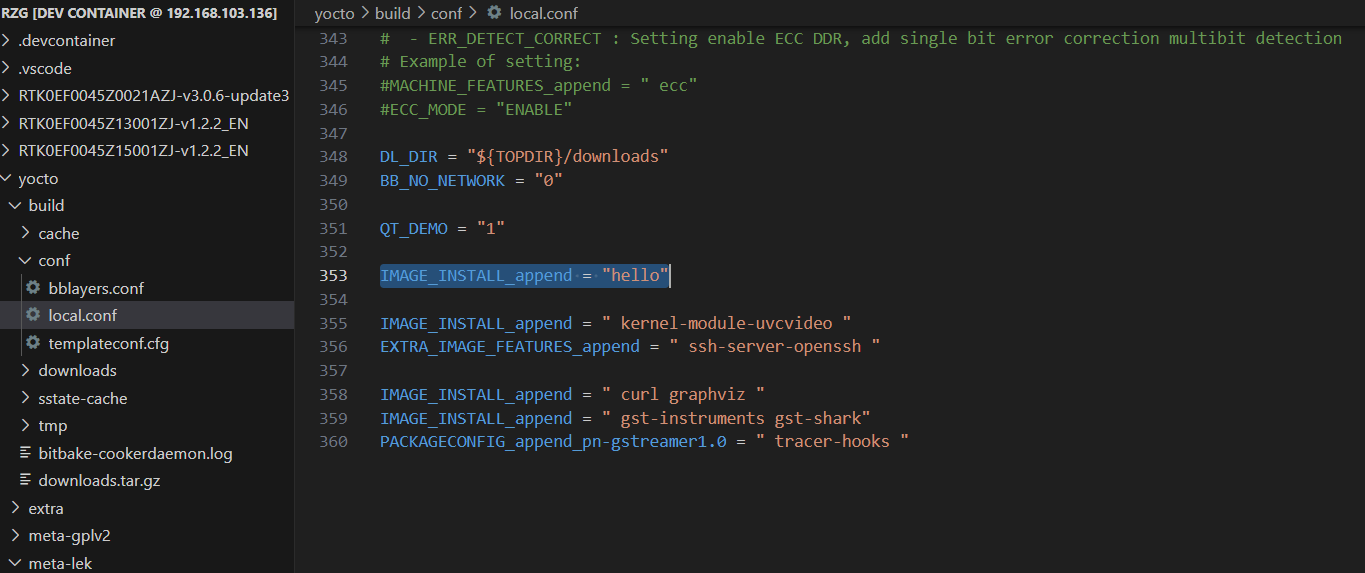 RZG [DEV CONTAINER @ 192.168.103.136]
.devcontainer
.vscode
RTK0EF0045Z0021AZJ-v3.0.6-update3
RTK0EF0045Z13001ZJ-v1.2.2_EN
RTK0EF0045Z15001ZJ-v1.2.2_EN
yocto
build
cache
conf
bblayers.conf
local.conf
templateconf.cfg
downloads
sstate-cache
tmp
bitbake-cookerdaemon.log
downloads.tar.gz
extra
meta-gplv2
meta-lek
yocto > build > conf > local.conf
343 #  - ERR_DETECT_CORRECT : Setting enable ECC DDR, add single bit error correction multibit detection
344 # Example of setting:
345 #MACHINE_FEATURES_append = " ecc"
346 #ECC_MODE = "ENABLE"
347
348 DL_DIR = "${TOPDIR}/downloads"
349 BB_NO_NETWORK = "0"
350
351 QT_DEMO = "1"
352
353 IMAGE_INSTALL_append = "hello"
354
355 IMAGE_INSTALL_append = " kernel-module-uvcvideo "
356 EXTRA_IMAGE_FEATURES_append = " ssh-server-openssh "
357
358 IMAGE_INSTALL_append = " curl graphviz "
359 IMAGE_INSTALL_append = " gst-instruments gst-shark"
360 PACKAGECONFIG_append_pn-gstreamer1.0 = " tracer-hooks "